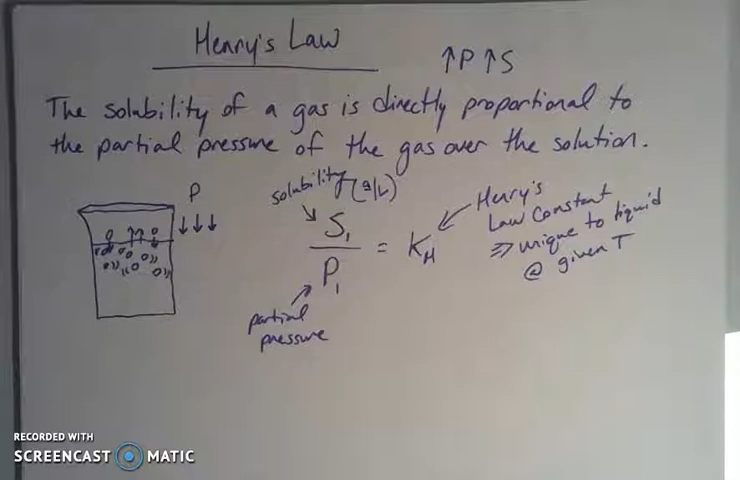 Henry's Law
↑P ↑S
The solubility of a gas is directly proportional to
the partial pressure of the gas over the solution.
P
solubility (g/L)
S₁
P₁
= K_H
partial
pressure
Henry's
Law Constant
⇒ unique to liquid
@ given T
RECORDED WITH
SCREENCAST MATIC